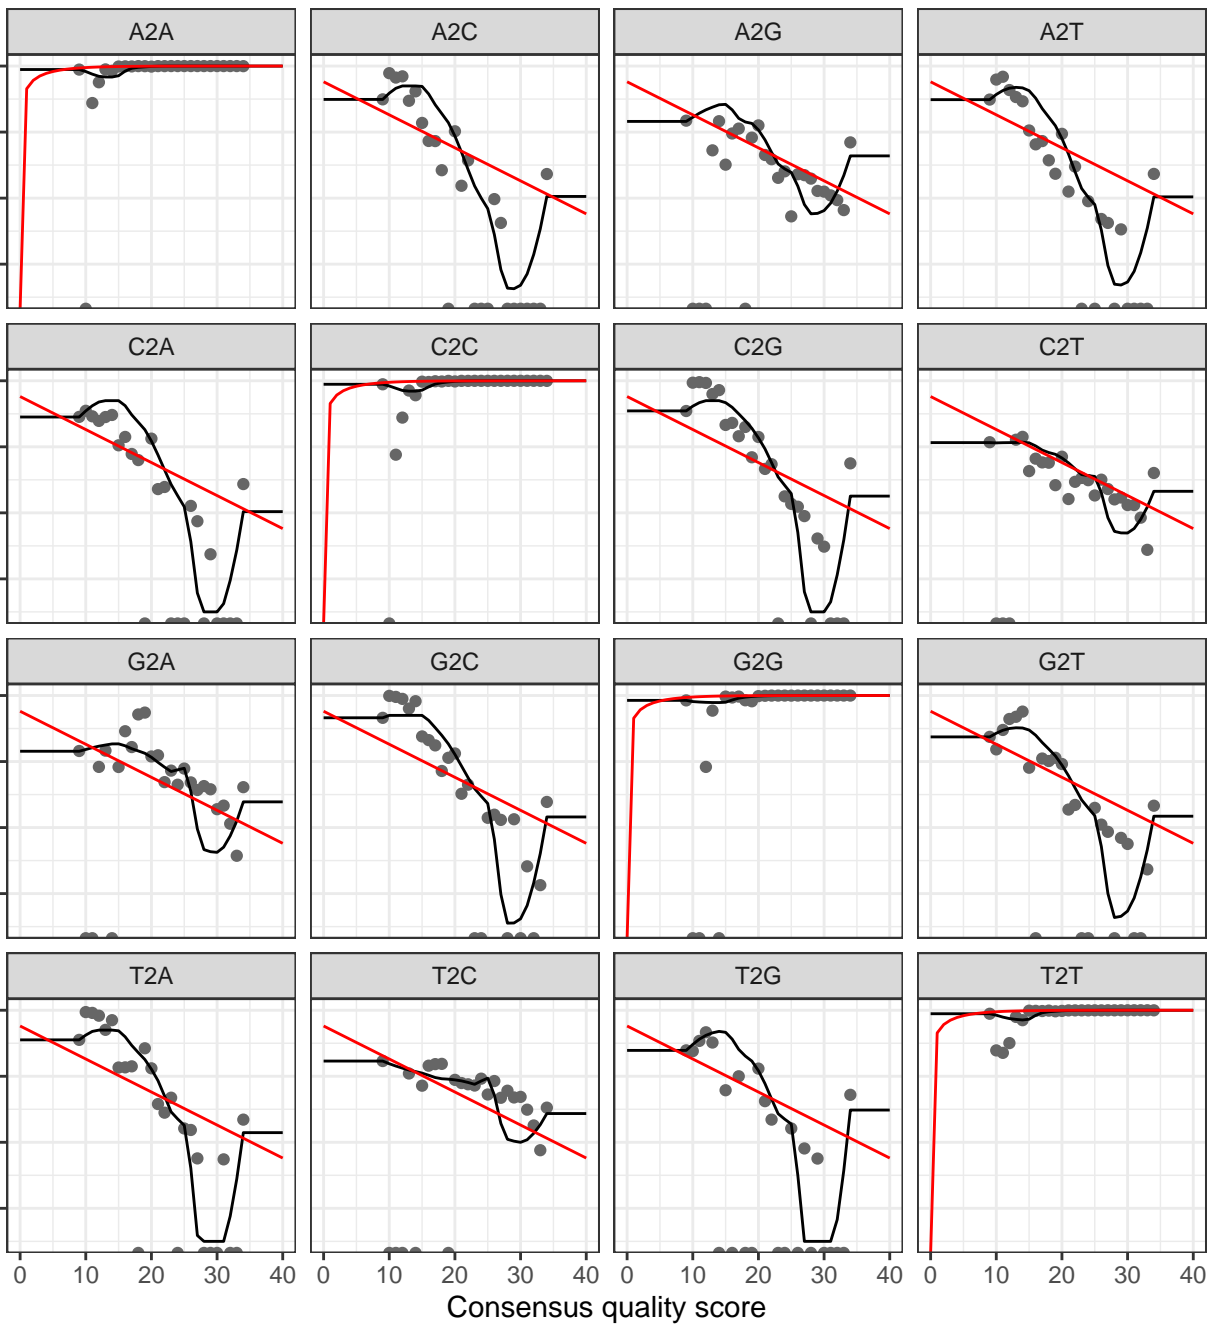 A2A A2C A2G A2T
C2A C2C C2G C2T
G2A G2C G2G G2T
T2A T2C T2G T2T
0 10 20 30 40 0 10 20 30 40 0 10 20 30 40 0 10 20 30 40
Consensus quality score